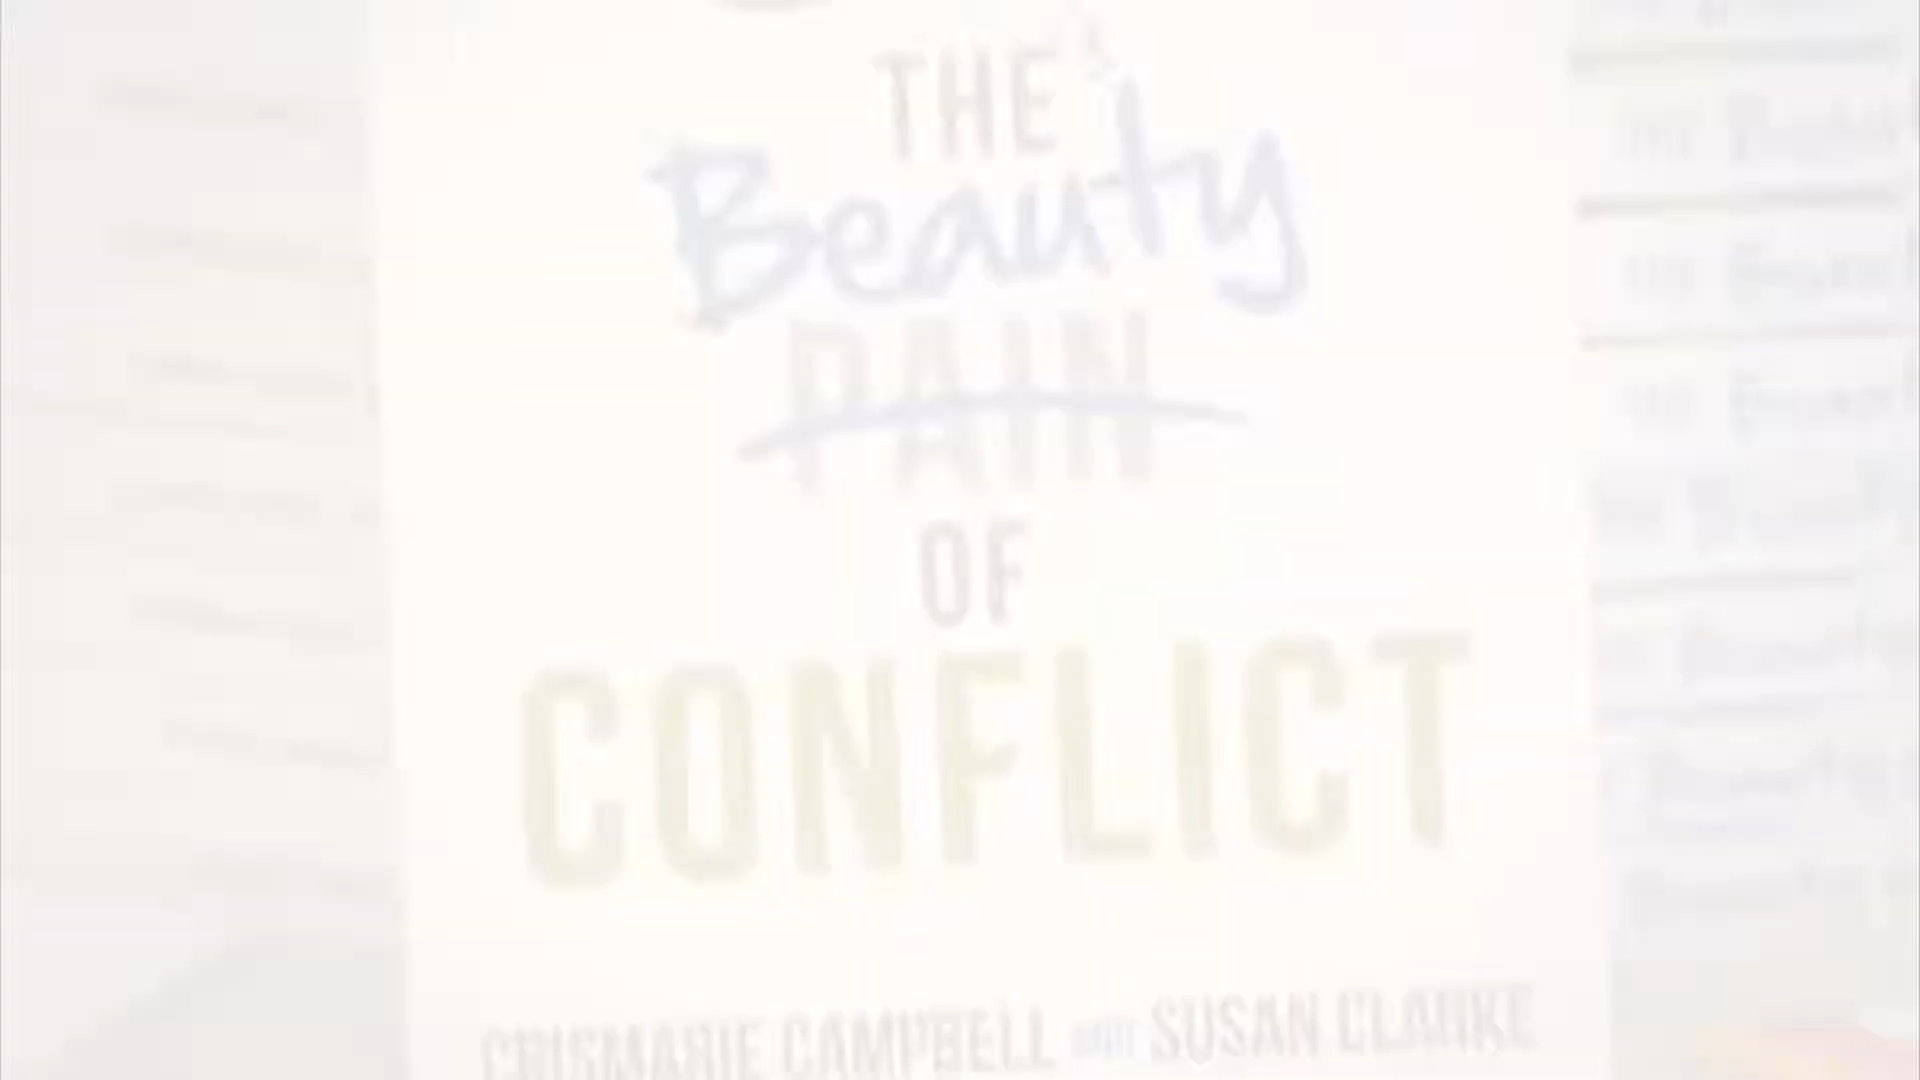 THE
Beauty
PAIN
OF
CONFLICT
CRISMARIE CAMPBELL AND SUSAN CLARKE